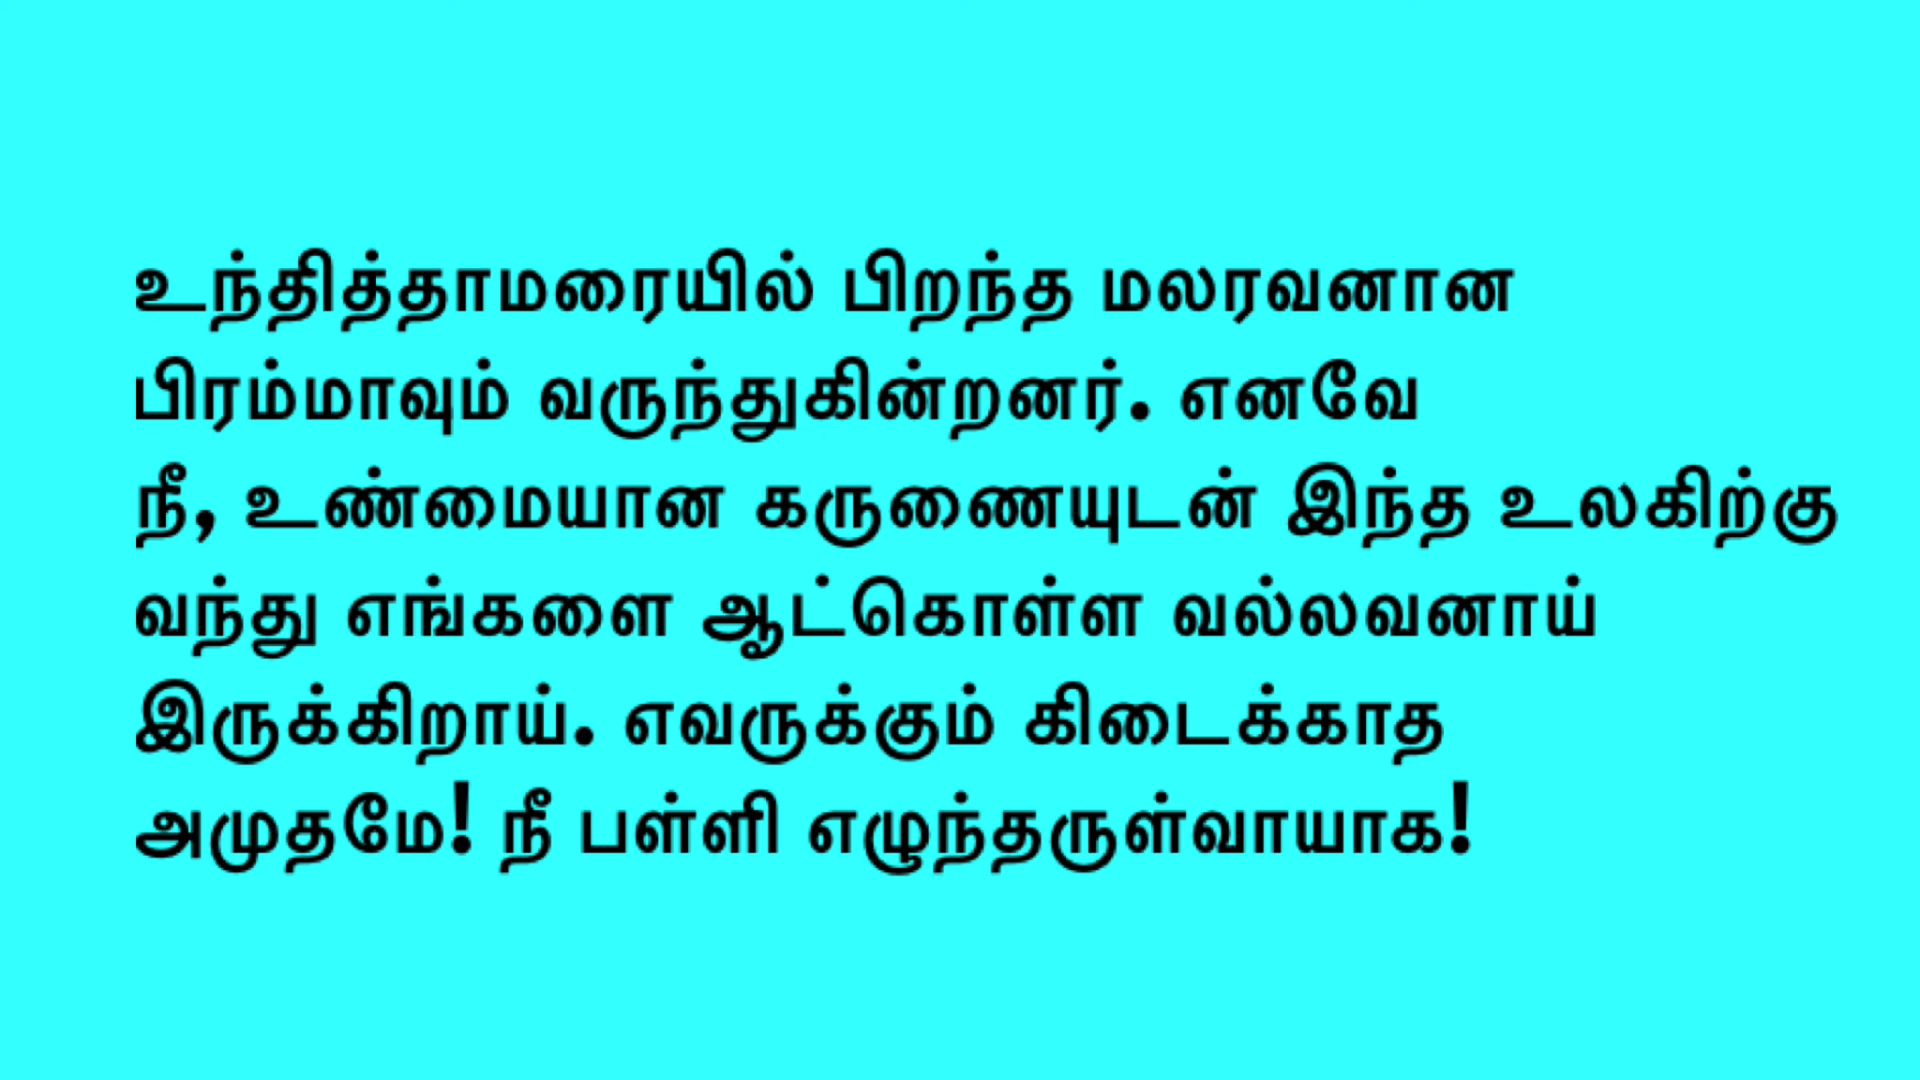 உந்தித்தாமரையில் பிறந்த மலரவனான
பிரம்மாவும் வருந்துகின்றனர். எனவே
நீ, உண்மையான கருணையுடன் இந்த உலகிற்கு
வந்து எங்களை ஆட்கொள்ள வல்லவனாய்
இருக்கிறாய். எவருக்கும் கிடைக்காத
அமுதமே! நீ பள்ளி எழுந்தருள்வாயாக!